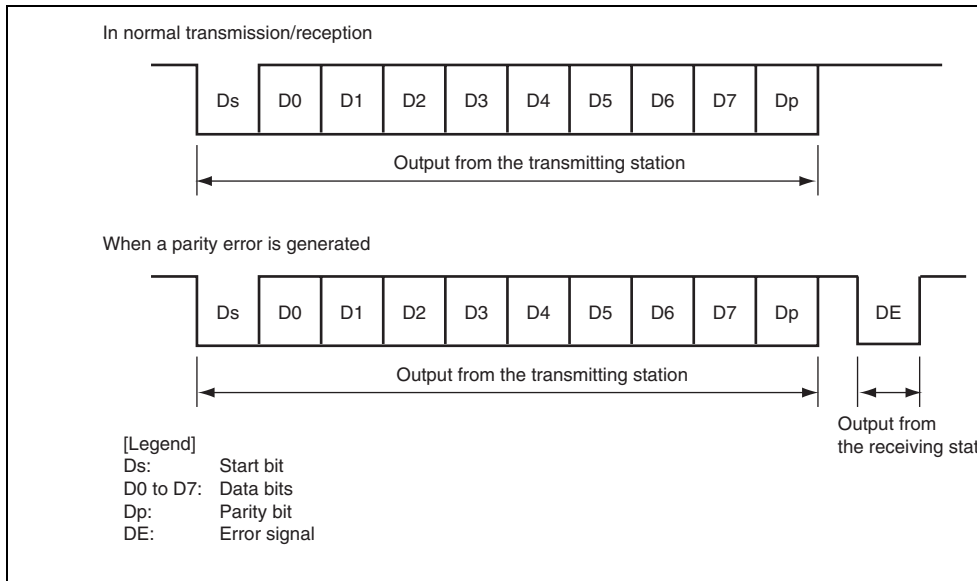 In normal transmission/reception
Ds D0 D1 D2 D3 D4 D5 D6 D7 Dp
Output from the transmitting station
When a parity error is generated
Ds D0 D1 D2 D3 D4 D5 D6 D7 Dp DE
Output from the transmitting station
Output from
the receiving stat
[Legend]
Ds: Start bit
D0 to D7: Data bits
Dp: Parity bit
DE: Error signal